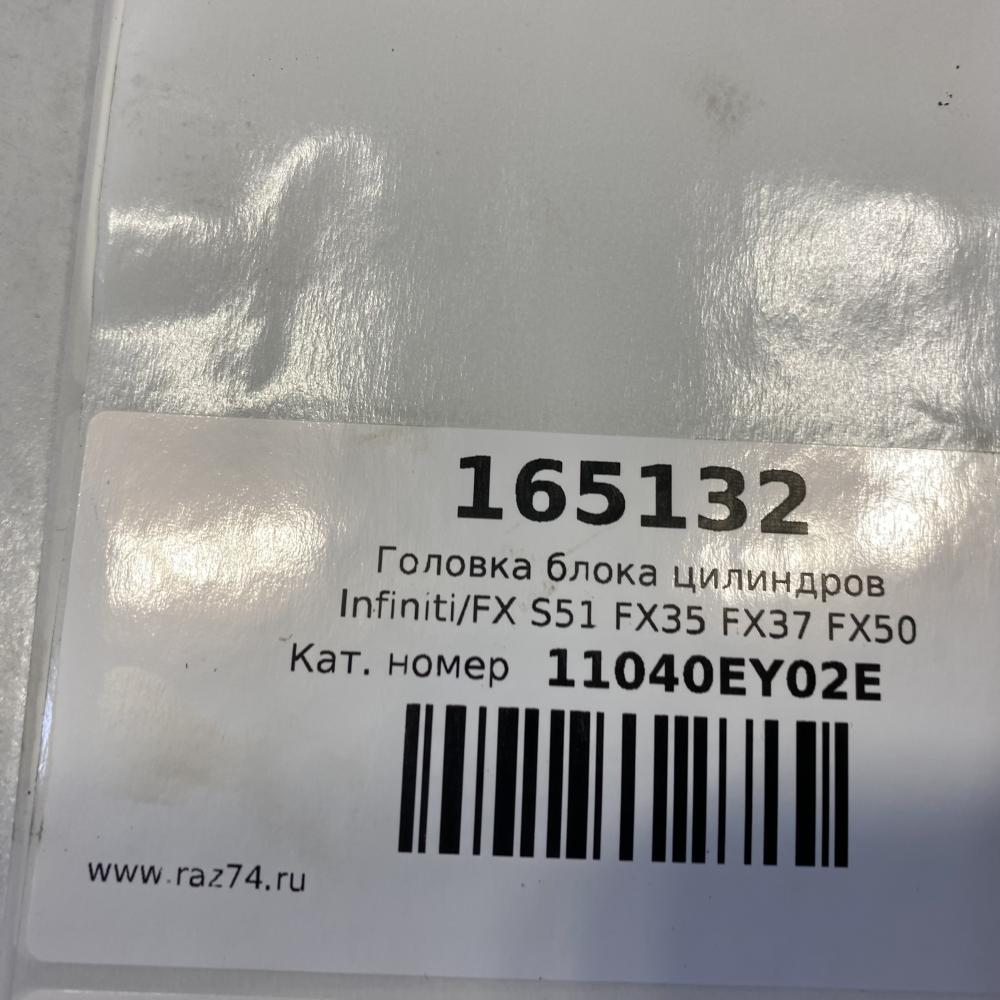 165132
Головка блока цилиндров
Infiniti/FX S51 FX35 FX37 FX50
Кат. номер 11040EY02E
www.raz74.ru